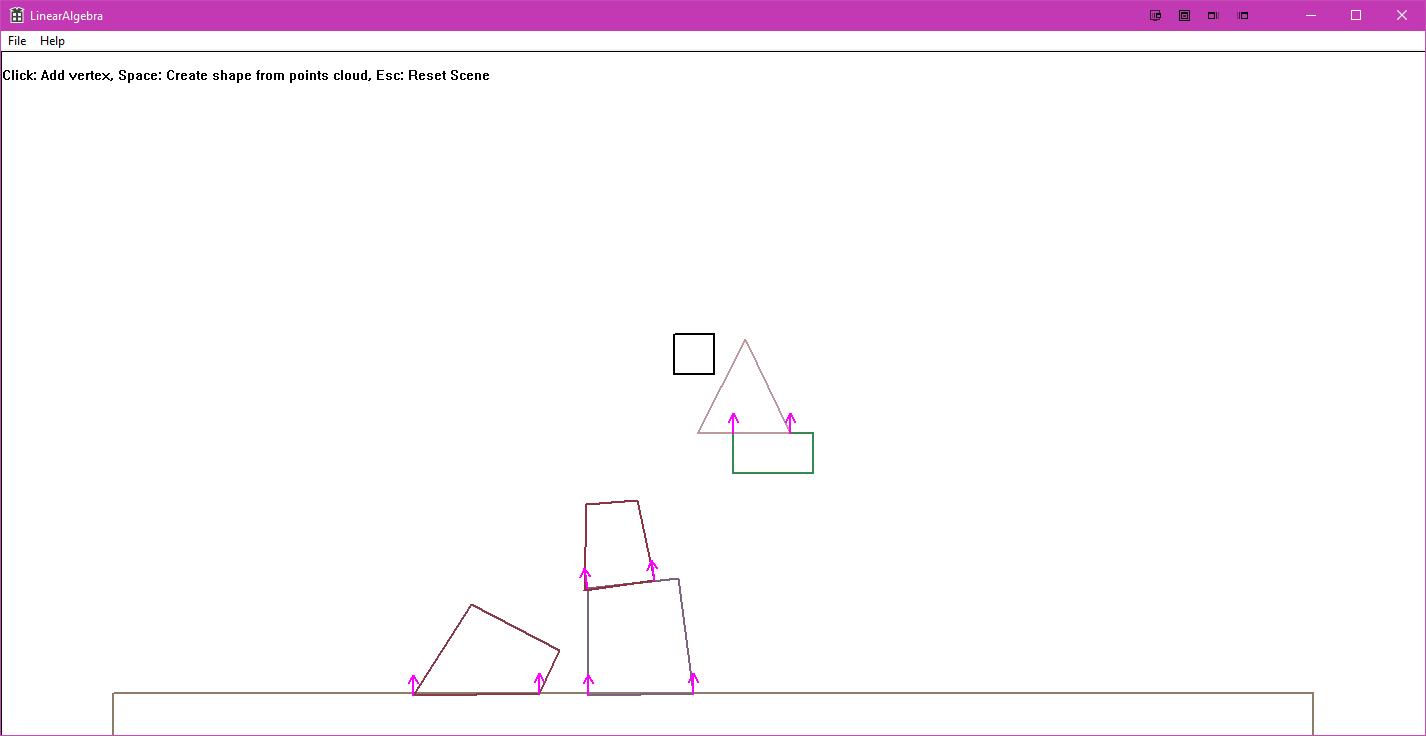 LinearAlgebra
File Help
Click: Add vertex, Space: Create shape from points cloud, Esc: Reset Scene